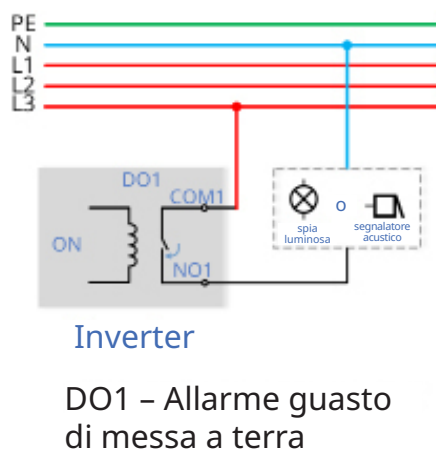 PE
N
L1
L2
L3
DO1
COM1
ON
NO1
o
spia
luminosa
segnalatore
acustico
Inverter
DO1 – Allarme guasto
di messa a terra